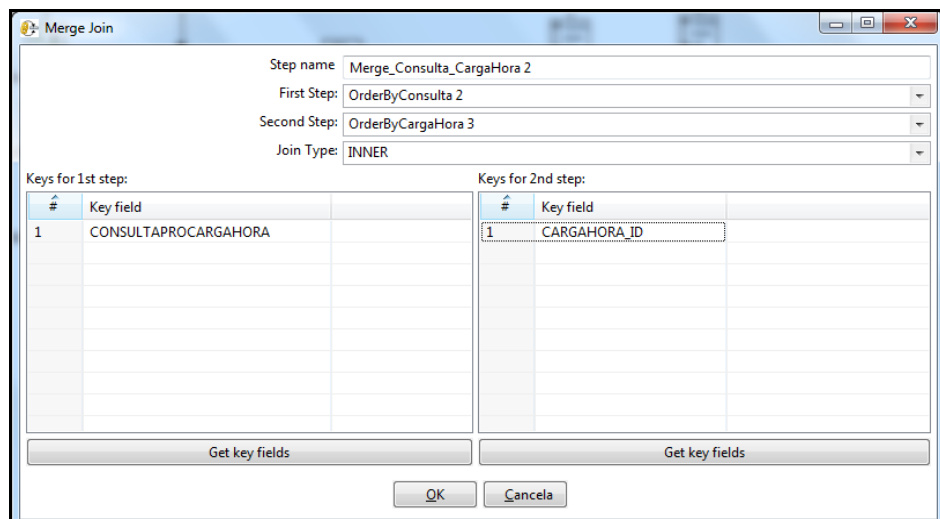 Merge Join
Step name Merge_Consulta_CargaHora 2
First Step: OrderByConsulta 2
Second Step: OrderByCargaHora 3
Join Type: INNER
Keys for 1st step: Keys for 2nd step:
# Key field # Key field
1 CONSULTAPROCARGAHORA 1 CARGAHORA_ID
Get key fields Get key fields
OK Cancela